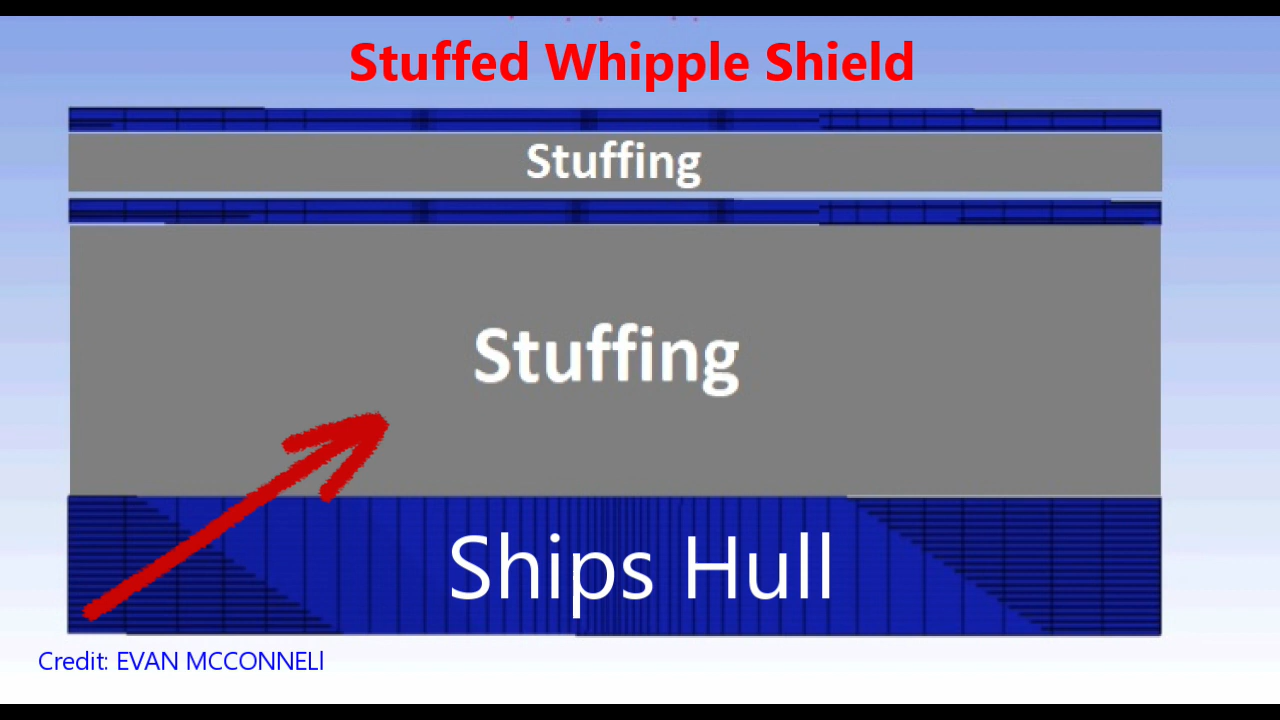 Stuffed Whipple Shield
Stuffing
Stuffing
Ships Hull
Credit: EVAN MCCONNELl